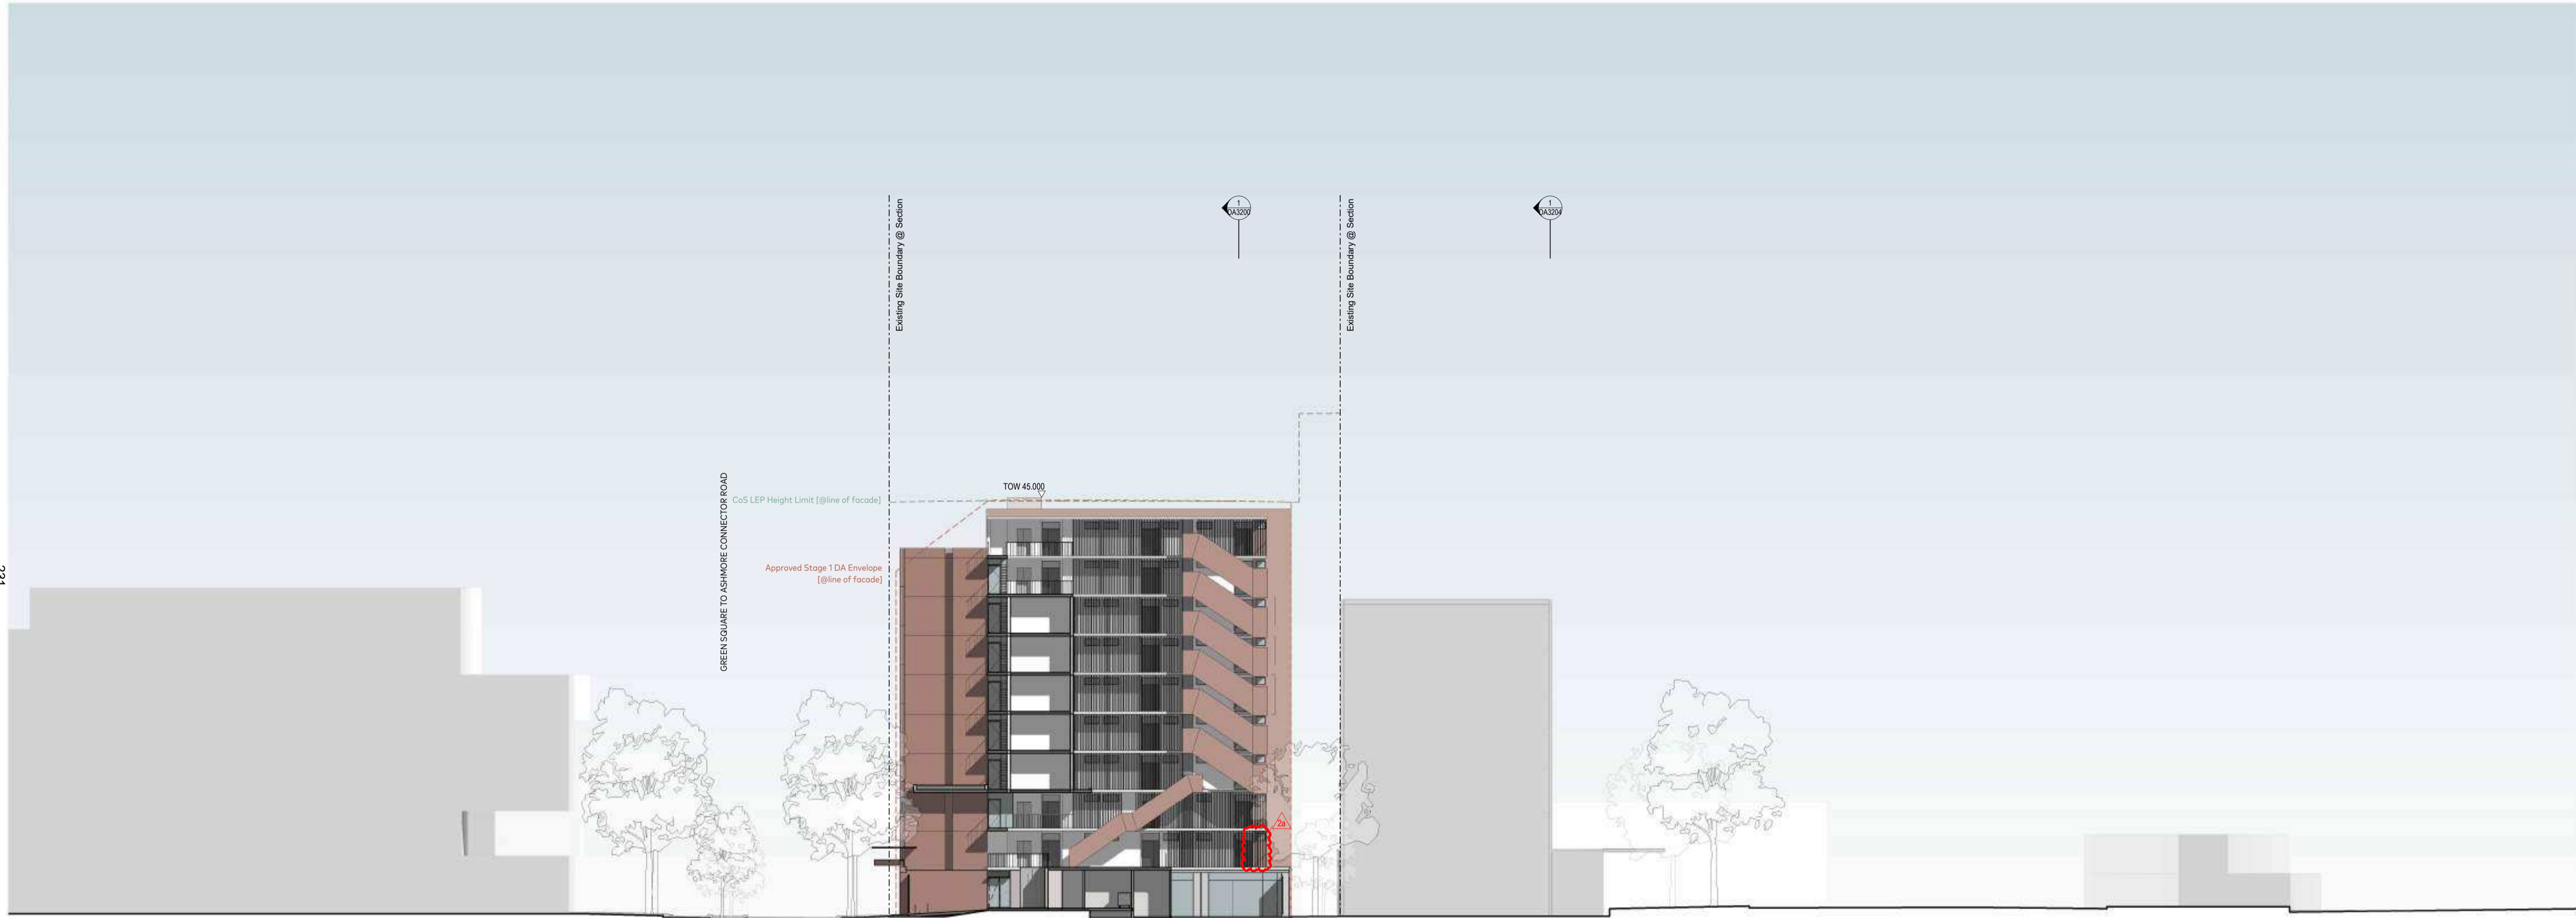 Existing Site Boundary @ Section
1
DA3200
Existing Site Boundary @ Section
1
DA3204
GREEN SQUARE TO ASHMORE CONNECTOR ROAD
CoS LEP Height Limit [@line of facade]
TOW 45.000
Approved Stage 1 DA Envelope
[@line of facade]
2a